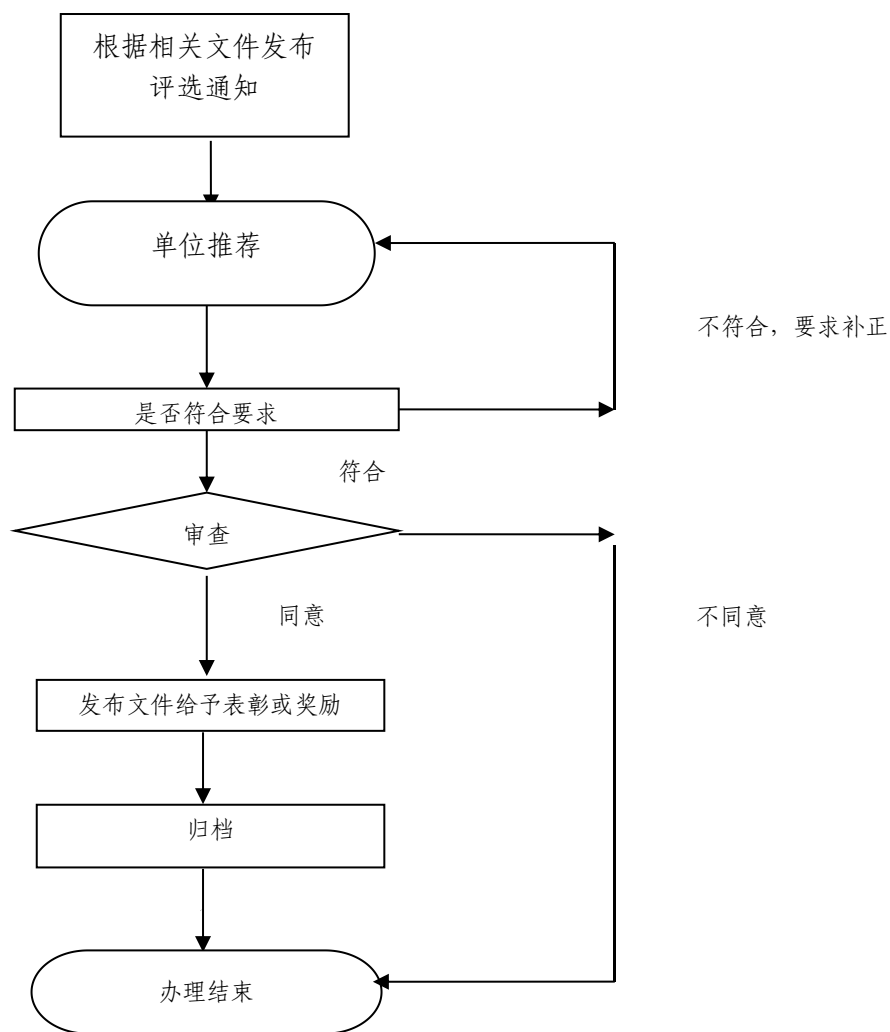 根据相关文件发布
评选通知
单位推荐
不符合，要求补正
是否符合要求
符合
审查
同意
不同意
发布文件给予表彰或奖励
归档
办理结束